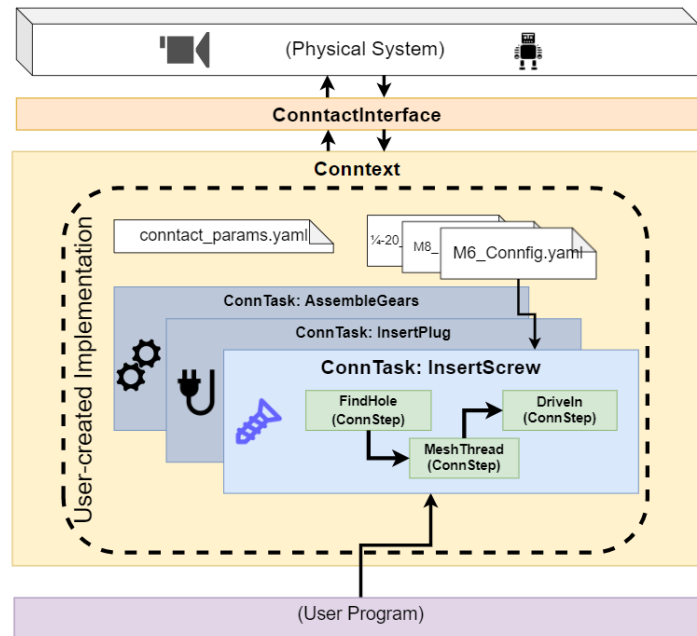 (Physical System)
ConntactInterface
Conntext
User-created Implementation
conntact_params.yaml
¼-20_
M8_
M6_Connfig.yaml
ConnTask: AssembleGears
ConnTask: InsertPlug
ConnTask: InsertScrew
FindHole
(ConnStep)
DriveIn
(ConnStep)
MeshThread
(ConnStep)
(User Program)